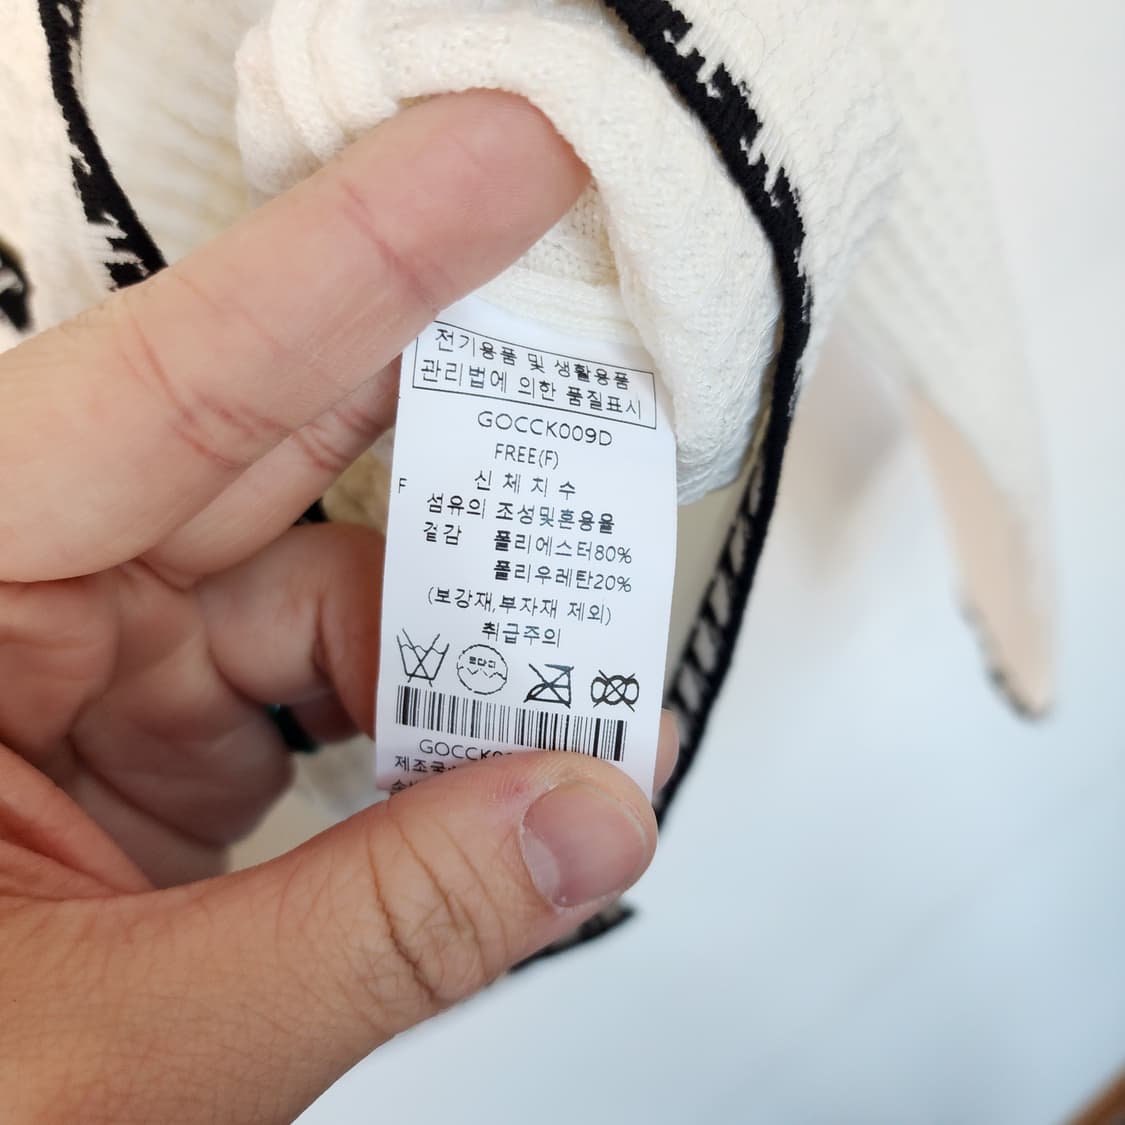 전기용품 및 생활용품
관리법에 의한 품질표시
GOCCK009D
FREE(F)
신 체 치 수
F
섬유의 조성및혼용율
겉감 폴리에스터80%
폴리우레탄20%
(보강재,부자재 제외)
취급주의
GOCCK0
제조국